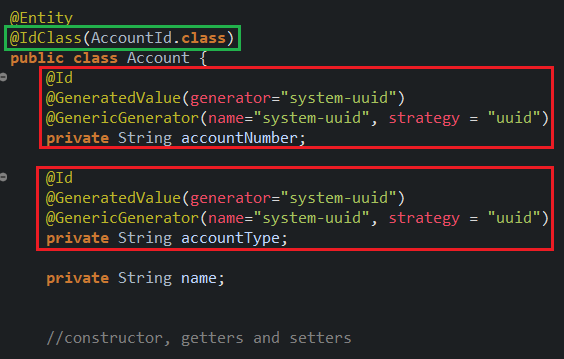 @Entity
@IdClass(AccountId.class)
public class Account {
@Id
@GeneratedValue(generator="system-uuid")
@GenericGenerator(name="system-uuid", strategy = "uuid")
private String accountNumber;
@Id
@GeneratedValue(generator="system-uuid")
@GenericGenerator(name="system-uuid", strategy = "uuid")
private String accountType;
private String name;
//constructor, getters and setters